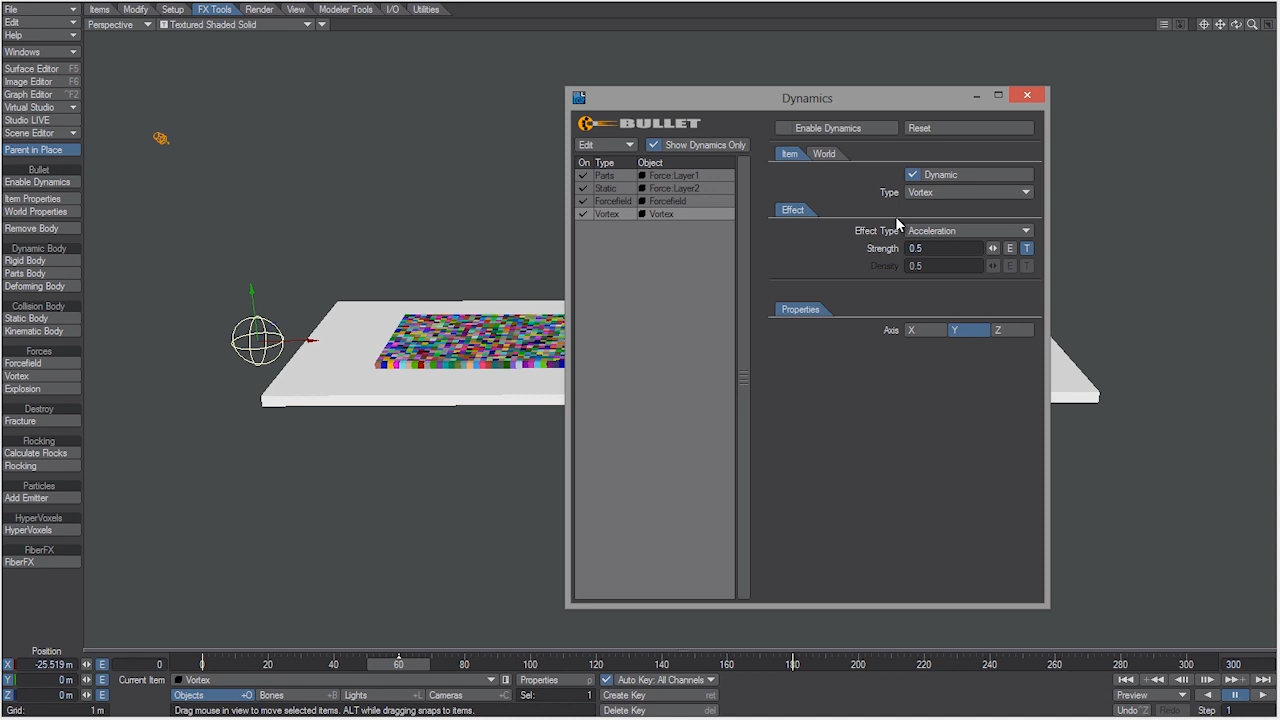 File Items Modify Setup FX Tools Render View Modeler Tools I/O Utilities
Edit Perspective Textured Shaded Solid
Help
Windows
Surface Editor F5
Image Editor F6
Graph Editor ^F2
Virtual Studio
Studio LIVE
Scene Editor
Parent in Place
Bullet
Enable Dynamics
Item Properties
World Properties
Remove Body
Dynamic Body
Rigid Body
Parts Body
Deforming Body
Collision Body
Static Body
Kinematic Body
Forces
Forcefield
Vortex
Explosion
Destroy
Fracture
Flocking
Calculate Flocks
Flocking
Particles
Add Emitter
HyperVoxels
HyperVoxels
FiberFX
FiberFX
Dynamics
BULLET
Edit Show Dynamics Only
On Type Object
Parts Force:Layer1
Static Force:Layer2
Forcefield Forcefield
Vortex Vortex
Enable Dynamics Reset
Item World
Dynamic
Type Vortex
Effect
Effect Type Acceleration
Strength 0.5 E T
Density 0.5 E T
Properties
Axis X Y Z
Position
X -25.519 m E 0 0 20 40 60 80 100 120 140 160 180 200 220 240 260 280 300 300
Y 0 m E Current Item Vortex Properties p Auto Key: All Channels
Z 0 m E Objects +O Bones +B Lights +L Cameras +C Sel: 1 Create Key ret Preview
Grid: 1 m Drag mouse in view to move selected items. ALT while dragging snaps to items. Delete Key del Undo ^Z Redo Step 1